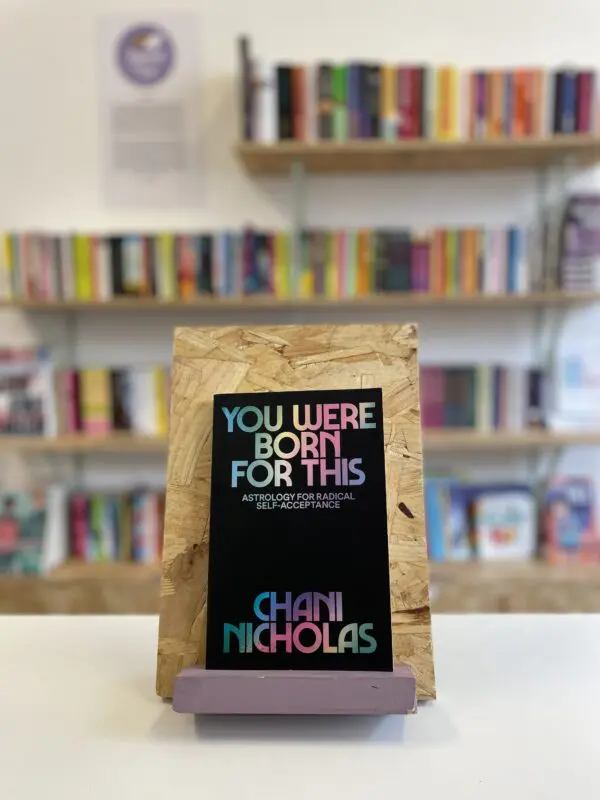 YOU WERE
BORN
FOR THIS
ASTROLOGY FOR RADICAL
SELF-ACCEPTANCE
CHANI
NICHOLAS